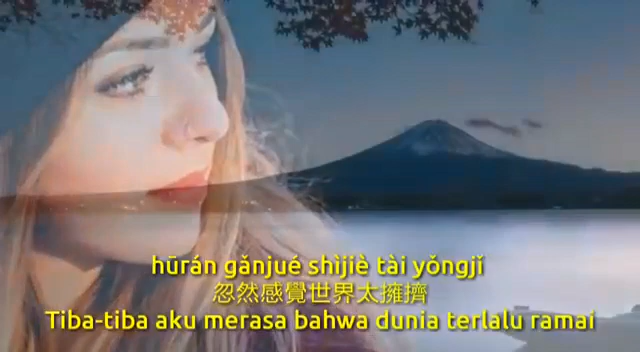 hūrán gǎnjué shìjiè tài yǒngjǐ
忽然感覺世界太擁擠
Tiba-tiba aku merasa bahwa dunia terlalu ramai